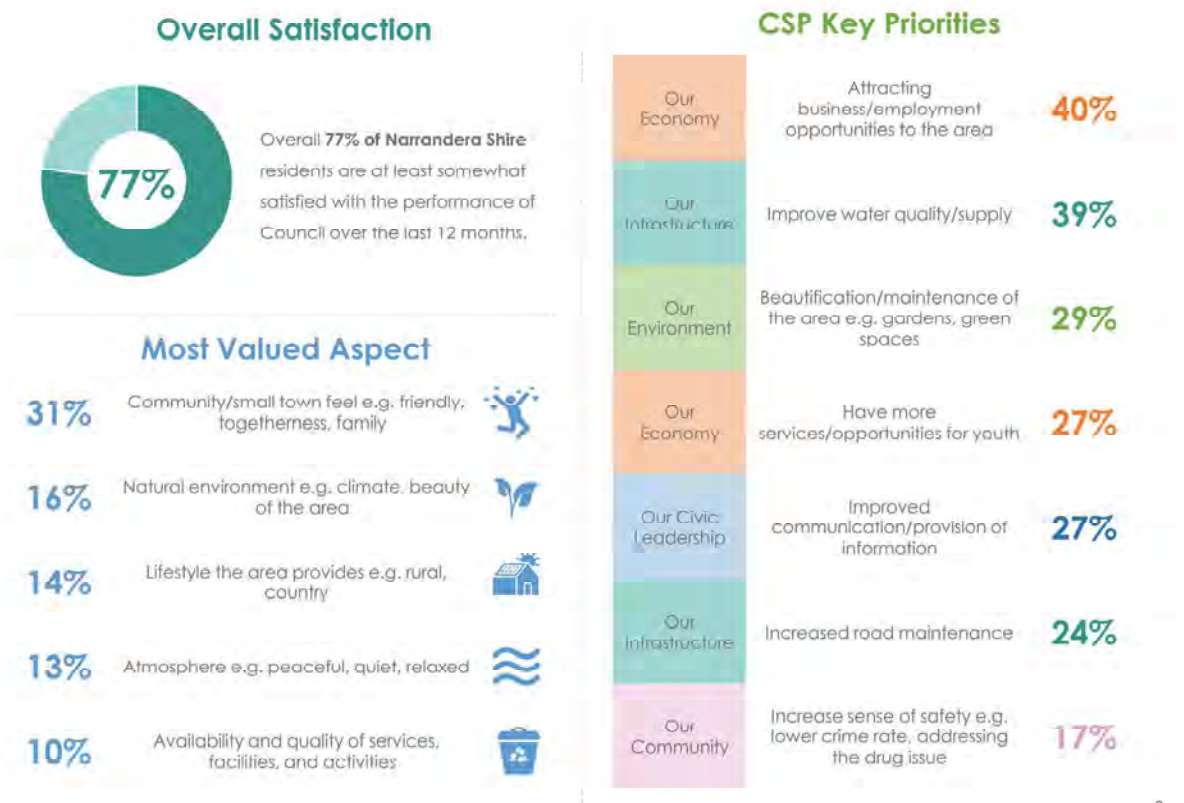 Overall Satisfaction
77%
Overall 77% of Narrandera Shire
residents are at least somewhat
satisfied with the performance of
Council over the last 12 months.
Most Valued Aspect
31%
Community/small town feel e.g. friendly,
togetherness, family
16%
Natural environment e.g. climate, beauty
of the area
14%
Lifestyle the area provides e.g. rural,
country
13%
Atmosphere e.g. peaceful, quiet, relaxed
10%
Availability and quality of services,
facilities, and activities
CSP Key Priorities
Our
Economy
Attracting
business/employment
opportunities to the area
40%
Our
Infrastructure
Improve water quality/supply
39%
Our
Environment
Beautification/maintenance of
the area e.g. gardens, green
spaces
29%
Our
Economy
Have more
services/opportunities for youth
27%
Our Civic
Leadership
Improved
communication/provision of
information
27%
Our
Infrastructure
Increased road maintenance
24%
Our
Community
Increase sense of safety e.g.
lower crime rate, addressing
the drug issue
17%